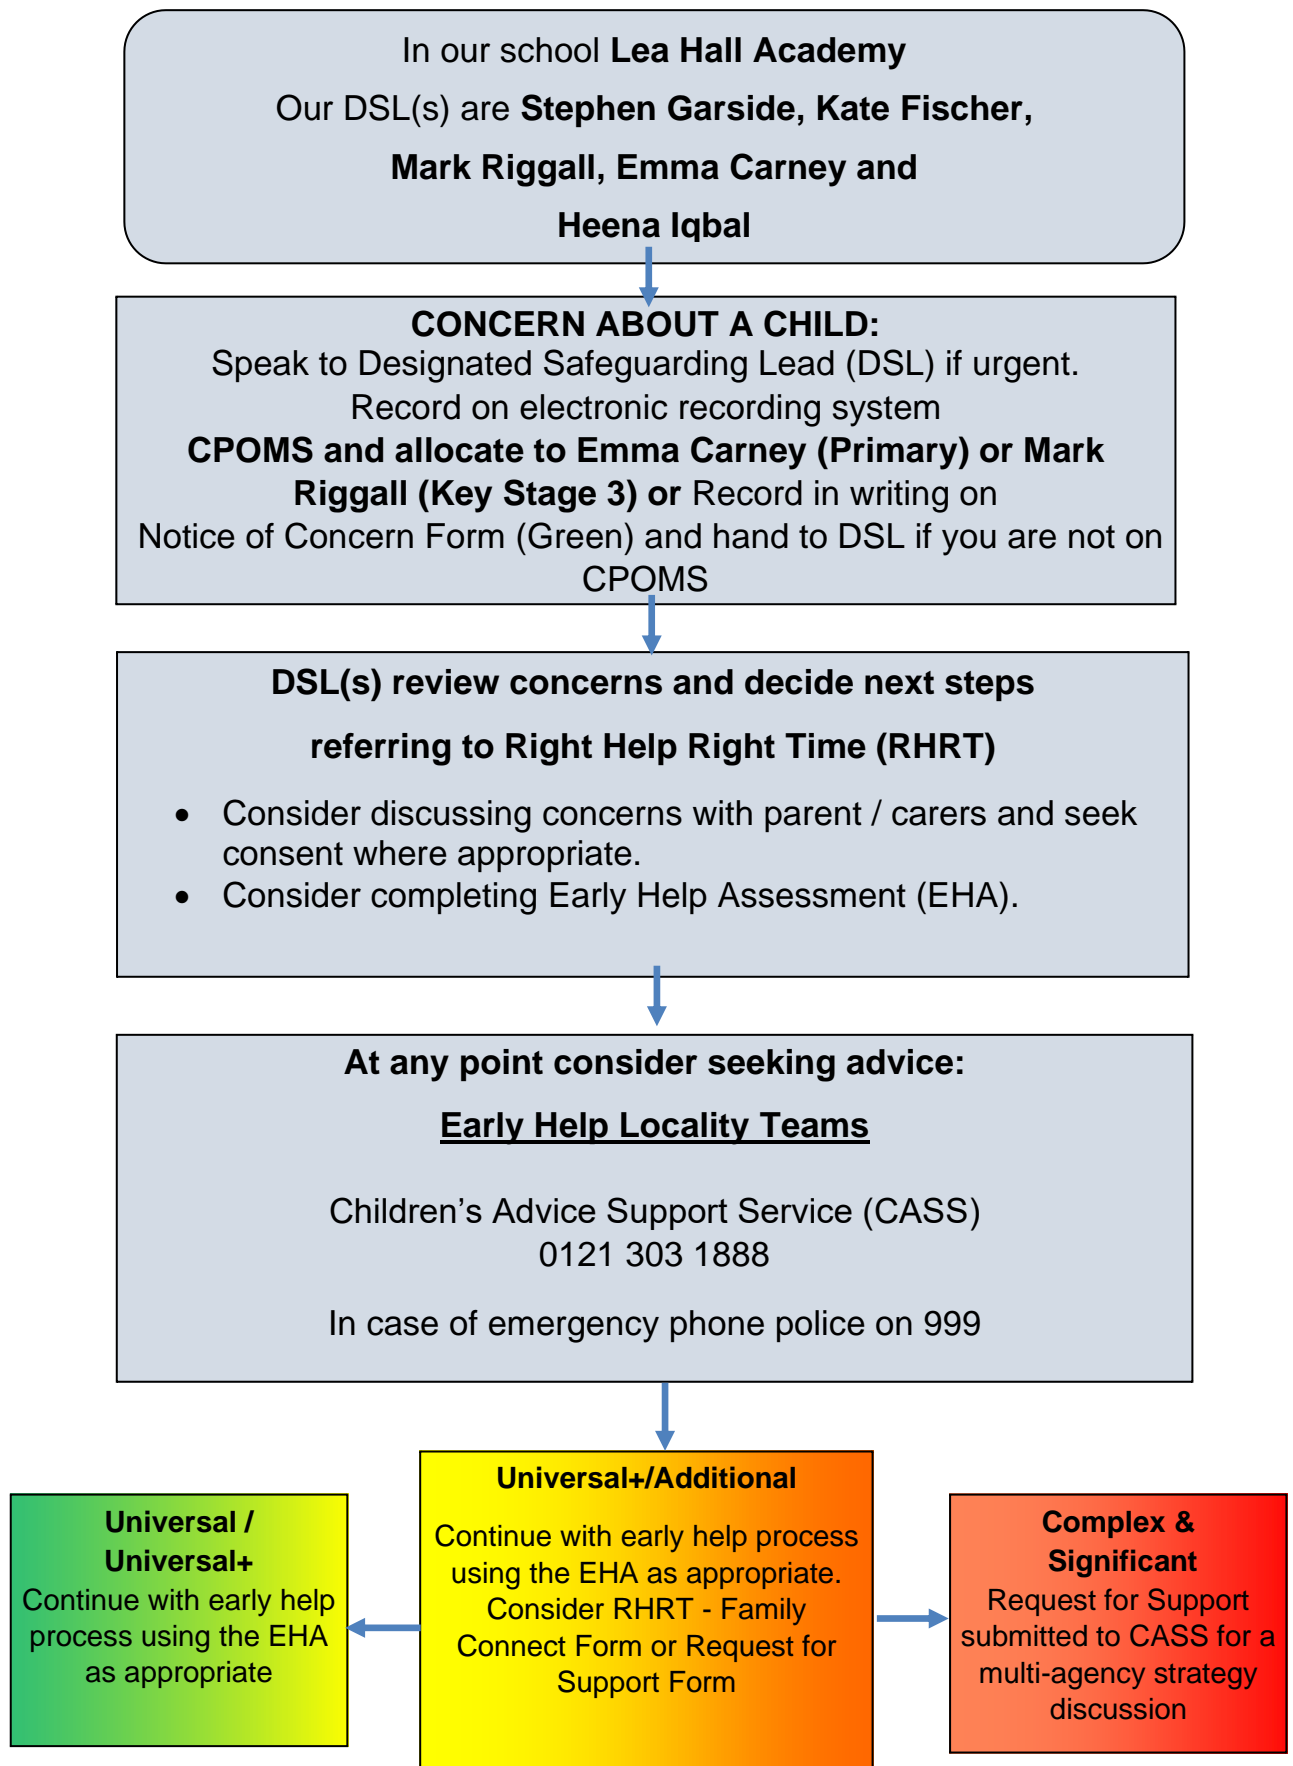 In our school Lea Hall Academy
Our DSL(s) are Stephen Garside, Kate Fischer,
Mark Riggall, Emma Carney and
Heena Iqbal
CONCERN ABOUT A CHILD:
Speak to Designated Safeguarding Lead (DSL) if urgent.
Record on electronic recording system
CPOMS and allocate to Emma Carney (Primary) or Mark
Riggall (Key Stage 3) or Record in writing on
Notice of Concern Form (Green) and hand to DSL if you are not on
CPOMS
DSL(s) review concerns and decide next steps
referring to Right Help Right Time (RHRT)
• Consider discussing concerns with parent / carers and seek
consent where appropriate.
• Consider completing Early Help Assessment (EHA).
At any point consider seeking advice:
Early Help Locality Teams
Children’s Advice Support Service (CASS)
0121 303 1888
In case of emergency phone police on 999
Universal /
Universal+
Continue with early help
process using the EHA
as appropriate
Universal+/Additional
Continue with early help process
using the EHA as appropriate.
Consider RHRT - Family
Connect Form or Request for
Support Form
Complex &
Significant
Request for Support
submitted to CASS for a
multi-agency strategy
discussion